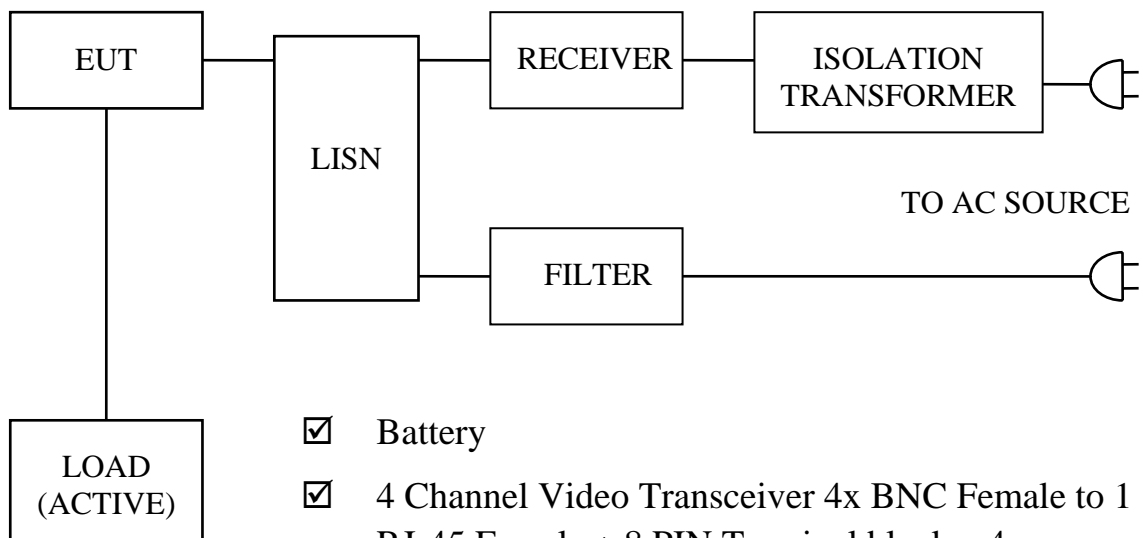 EUT
RECEIVER
ISOLATION
TRANSFORMER
LISN
TO AC SOURCE
FILTER
LOAD
(ACTIVE)
☑ Battery
☑ 4 Channel Video Transceiver 4x BNC Female to 1